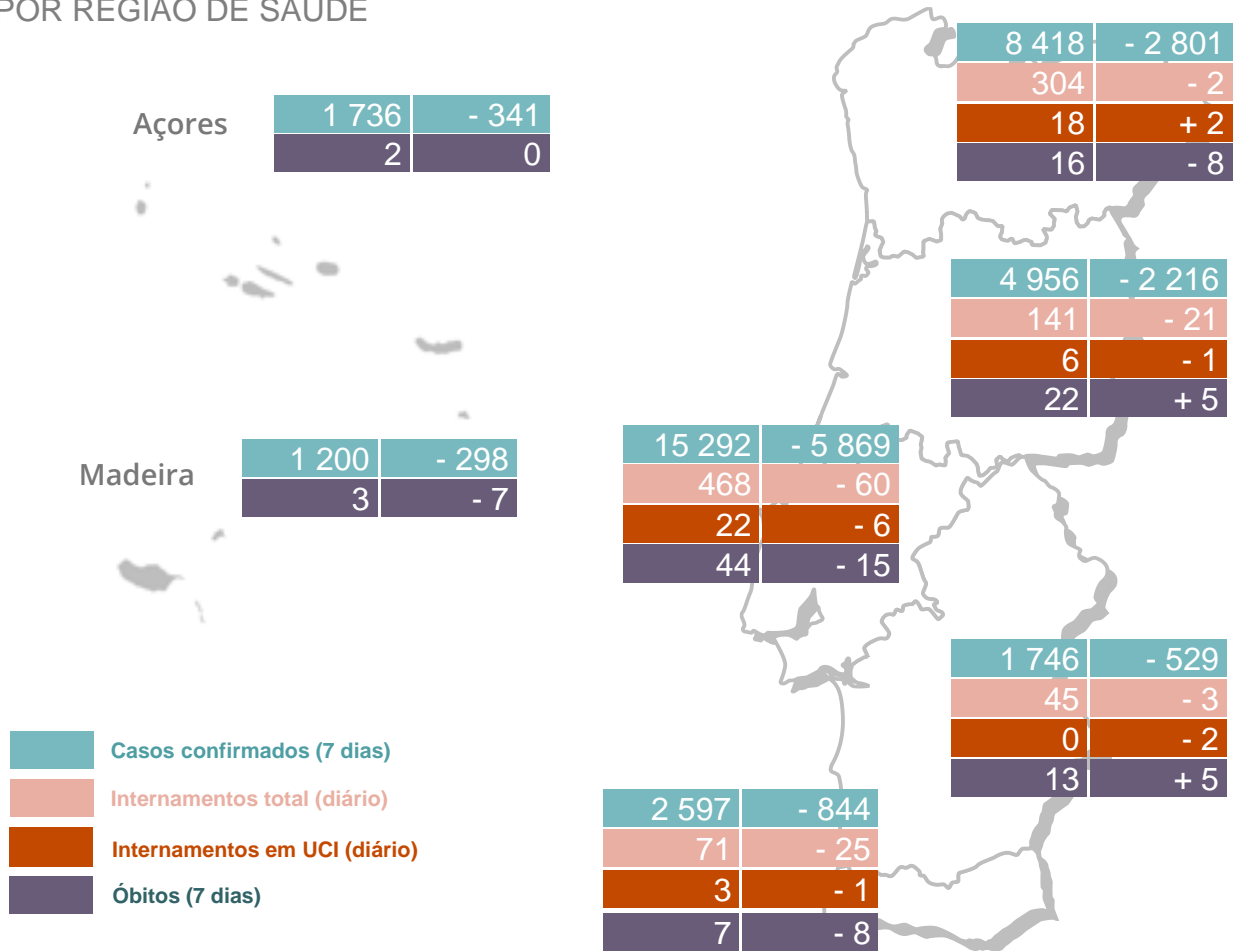 POR REGIÃO DE SAÚDE
8 418 - 2 801
304 - 2
18 + 2
16 - 8
Açores
1 736 - 341
2 0
4 956 - 2 216
141 - 21
6 - 1
22 + 5
Madeira
1 200 - 298
3 - 7
15 292 - 5 869
468 - 60
22 - 6
44 - 15
1 746 - 529
45 - 3
0 - 2
13 + 5
Casos confirmados (7 dias)
Internamentos total (diário)
Internamentos em UCI (diário)
Óbitos (7 dias)
2 597 - 844
71 - 25
3 - 1
7 - 8